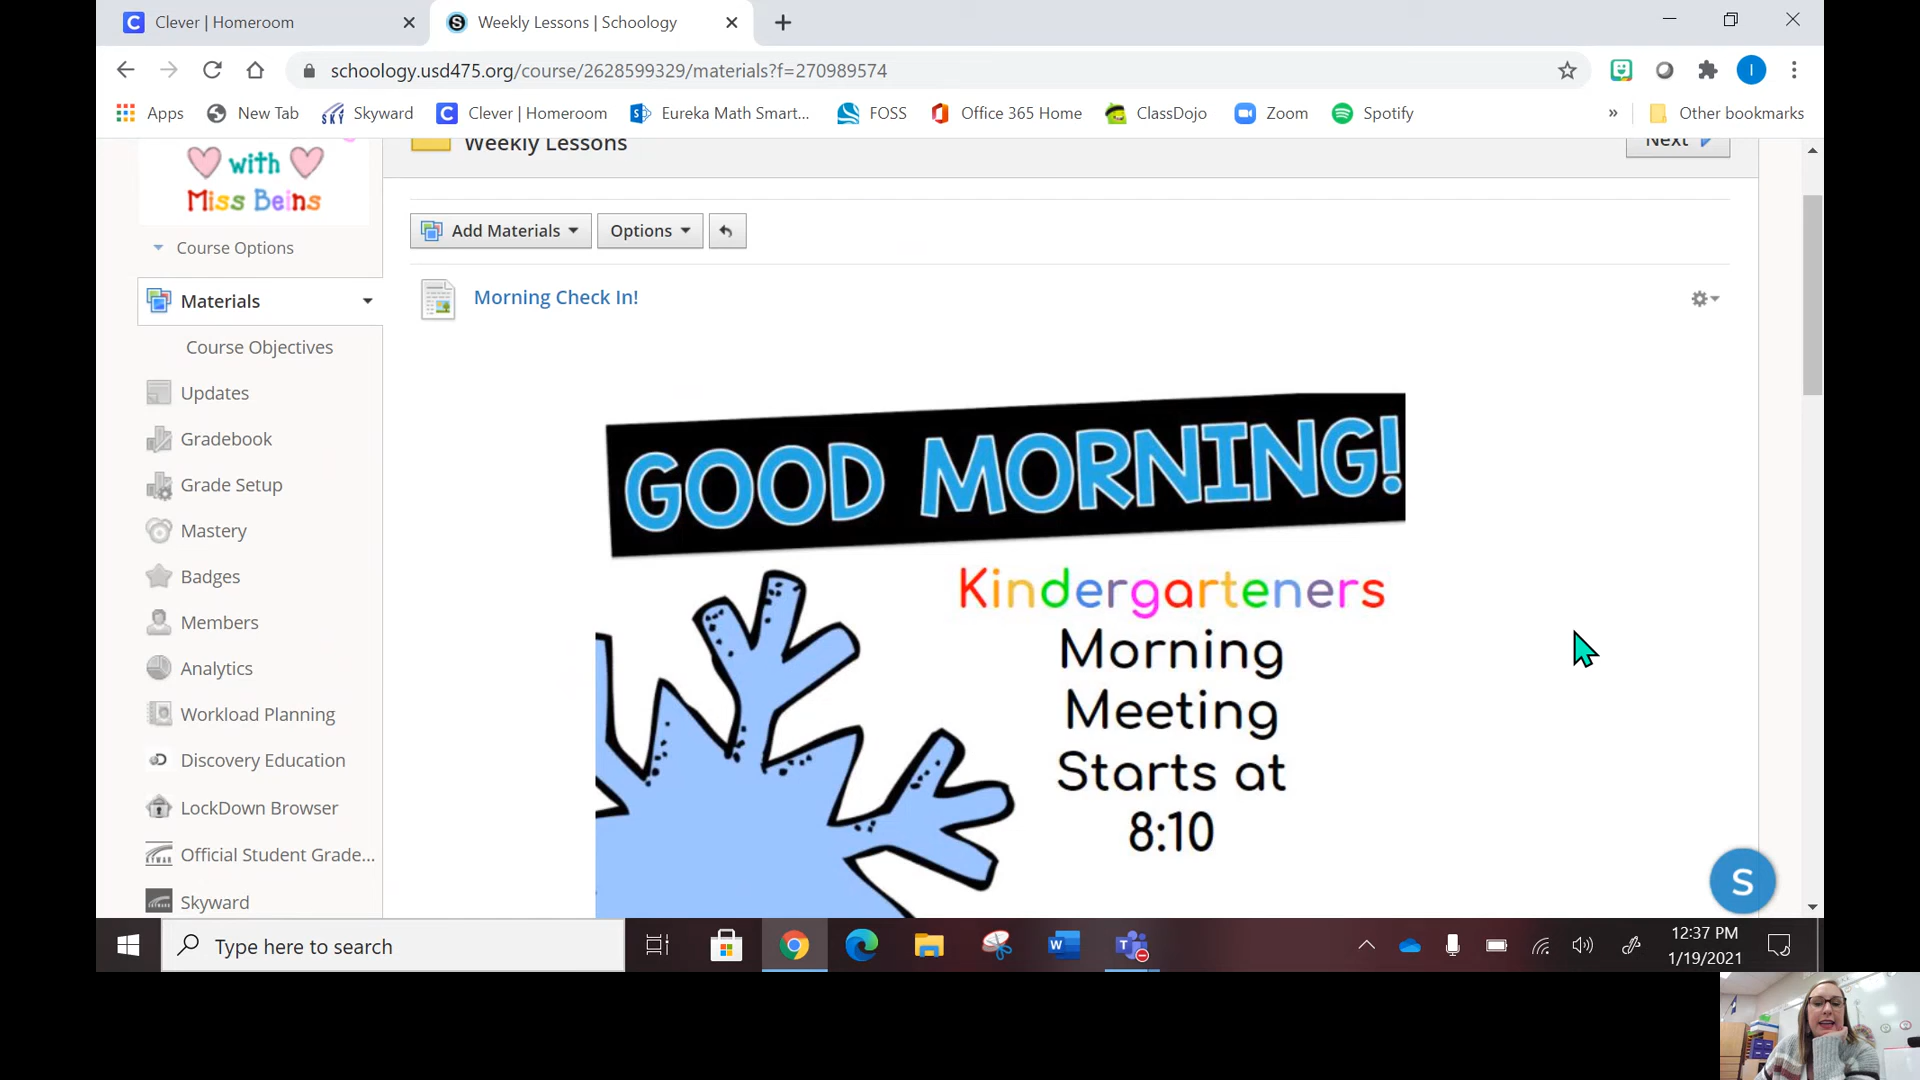 Clever | Homeroom
Weekly Lessons | Schoology
schoology.usd475.org/course/2628599329/materials?f=270989574
Apps
New Tab
Skyward
Clever | Homeroom
Eureka Math Smart...
FOSS
Office 365 Home
ClassDojo
Zoom
Spotify
»
Other bookmarks
with
Miss Beins
Course Options
Materials
Course Objectives
Updates
Gradebook
Grade Setup
Mastery
Badges
Members
Analytics
Workload Planning
Discovery Education
LockDown Browser
Official Student Grade...
Skyward
Weekly Lessons
Next
Add Materials
Options
Morning Check In!
GOOD MORNING!
Kindergarteners
Morning
Meeting
Starts at
8:10
S
Type here to search
12:37 PM
1/19/2021